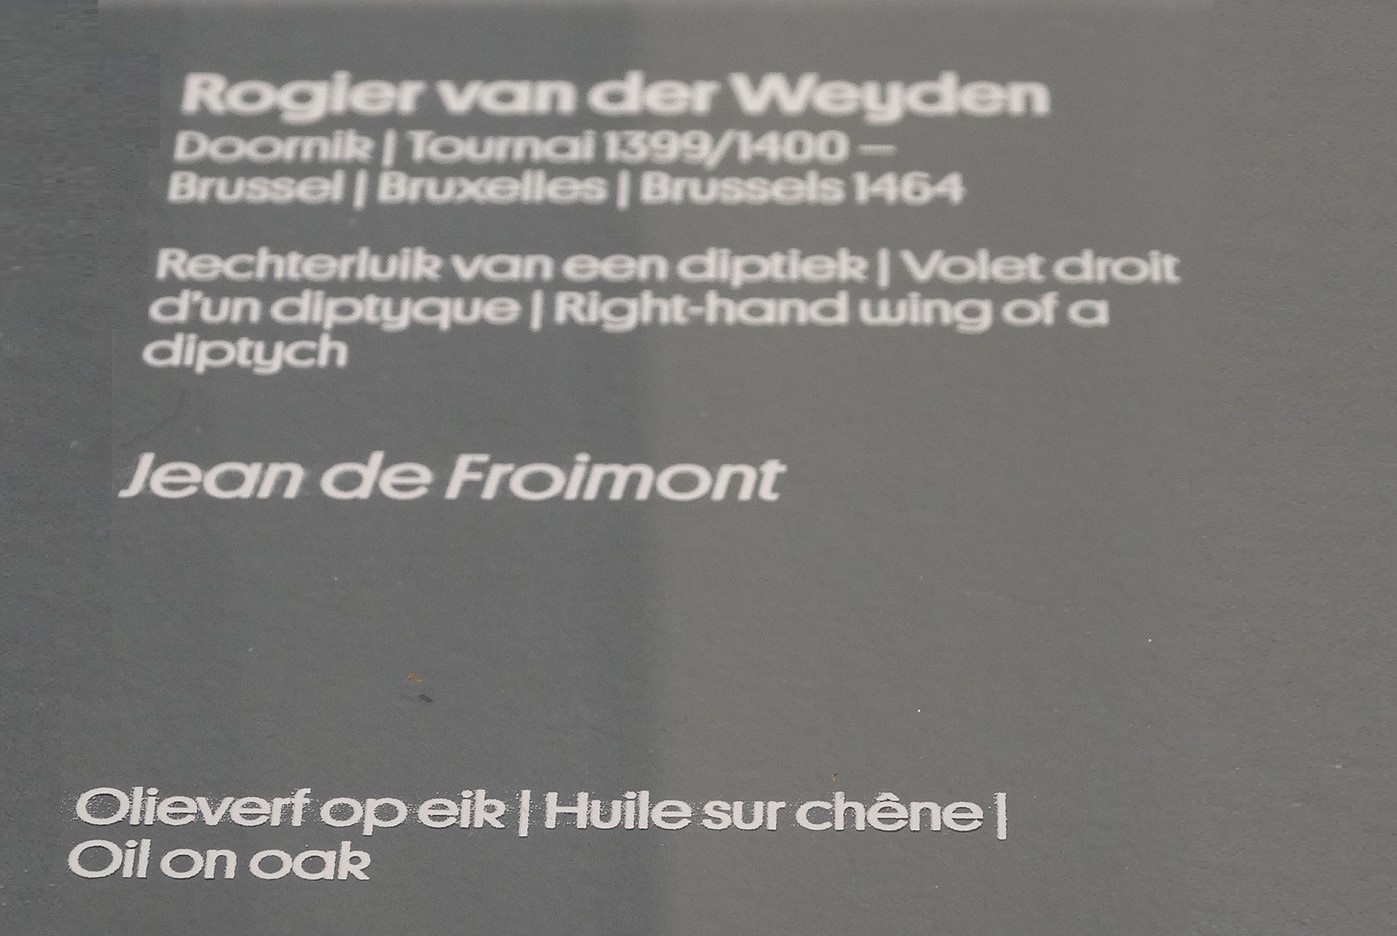 Rogier van der Weyden
Doornik | Tournai 1399/1400 –
Brussel | Bruxelles | Brussels 1464
Rechterluik van een diptiek | Volet droit
d'un diptyque | Right-hand wing of a
diptych
Jean de Froimont
Olieverf op eik | Huile sur chêne |
Oil on oak